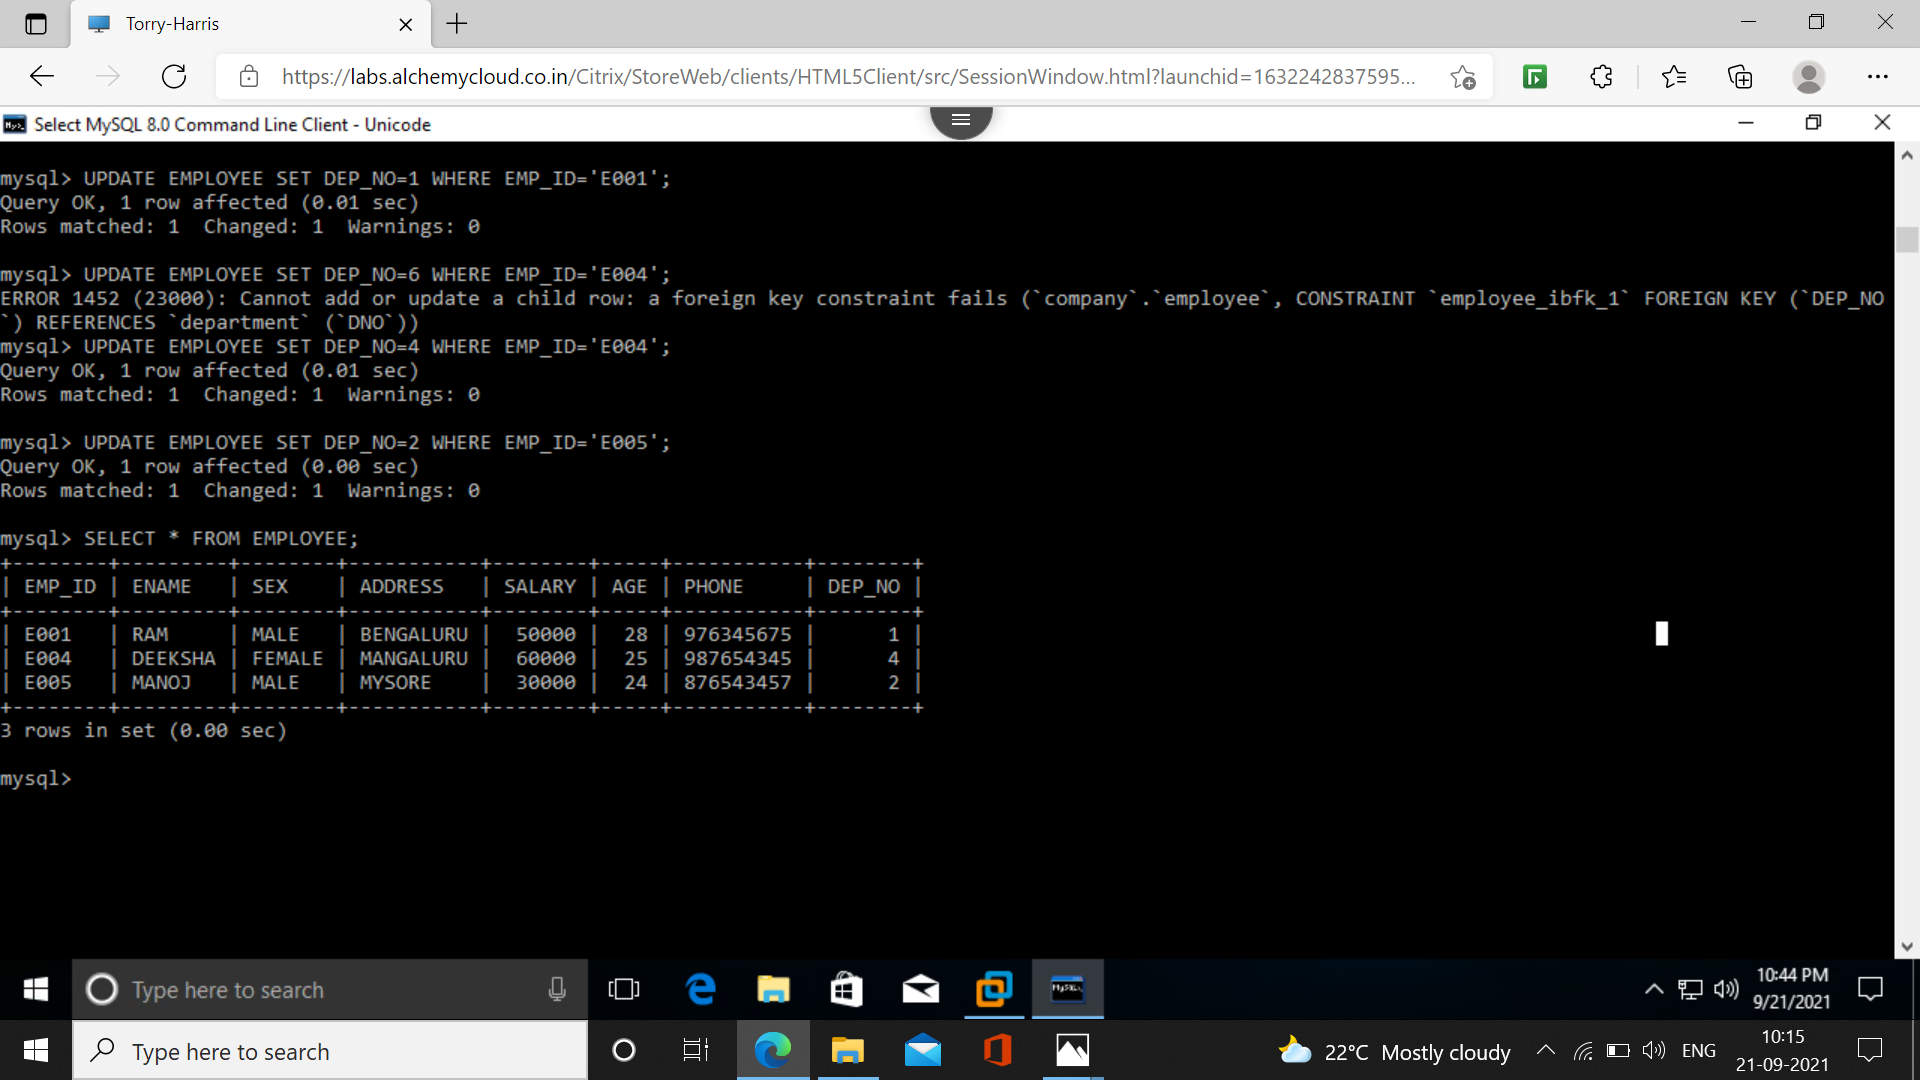 Torry-Harris
https://labs.alchemycloud.co.in/Citrix/StoreWeb/clients/HTML5Client/src/SessionWindow.html?launchid=1632242837595...
Select MySQL 8.0 Command Line Client - Unicode
mysql> UPDATE EMPLOYEE SET DEP_NO=1 WHERE EMP_ID='E001';
Query OK, 1 row affected (0.01 sec)
Rows matched: 1  Changed: 1  Warnings: 0
mysql> UPDATE EMPLOYEE SET DEP_NO=6 WHERE EMP_ID='E004';
ERROR 1452 (23000): Cannot add or update a child row: a foreign key constraint fails (`company`.`employee`, CONSTRAINT `employee_ibfk_1` FOREIGN KEY (`DEP_NO
`) REFERENCES `department` (`DNO`))
mysql> UPDATE EMPLOYEE SET DEP_NO=4 WHERE EMP_ID='E004';
Query OK, 1 row affected (0.01 sec)
Rows matched: 1  Changed: 1  Warnings: 0
mysql> UPDATE EMPLOYEE SET DEP_NO=2 WHERE EMP_ID='E005';
Query OK, 1 row affected (0.00 sec)
Rows matched: 1  Changed: 1  Warnings: 0
mysql> SELECT * FROM EMPLOYEE;
+--------+---------+--------+-----------+--------+-----+-----------+--------+
| EMP_ID | ENAME   | SEX    | ADDRESS   | SALARY | AGE | PHONE     | DEP_NO |
+--------+---------+--------+-----------+--------+-----+-----------+--------+
| E001   | RAM     | MALE   | BENGALURU |  50000 |  28 | 976345675 |      1 |
| E004   | DEEKSHA | FEMALE | MANGALURU |  60000 |  25 | 987654345 |      4 |
| E005   | MANOJ   | MALE   | MYSORE    |  30000 |  24 | 876543457 |      2 |
+--------+---------+--------+-----------+--------+-----+-----------+--------+
3 rows in set (0.00 sec)
mysql>
Type here to search
10:44 PM
9/21/2021
Type here to search
22°C Mostly cloudy
ENG
10:15
21-09-2021